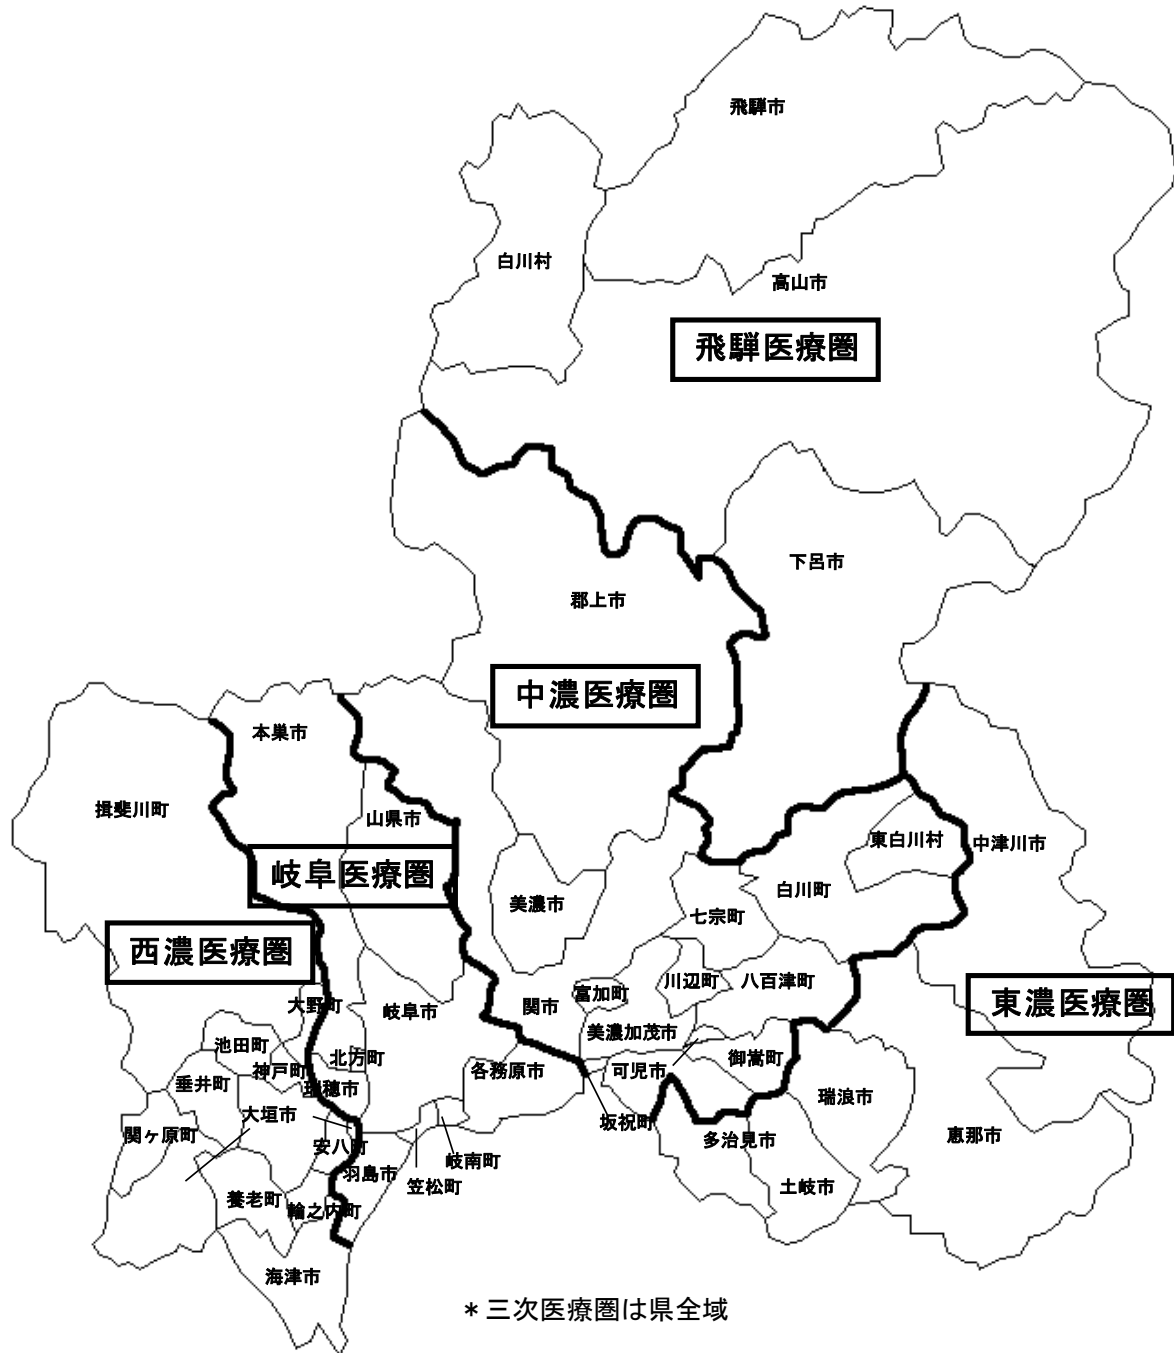 飛騨市
白川村
高山市
飛騨医療圏
下呂市
郡上市
中濃医療圏
本巣市
揖斐川町
山県市
東白川村
中津川市
岐阜医療圏
白川町
美濃市
七宗町
西濃医療圏
川辺町
八百津町
富加町
関市
東濃医療圏
大野町
岐阜市
美濃加茂市
池田町
北方町
御嵩町
神戸町
各務原市
可児市
垂井町
瑞穂市
瑞浪市
大垣市
坂祝町
関ヶ原町
安八町
多治見市
恵那市
岐南町
羽島市
笠松町
土岐市
養老町
輪之内町
海津市
＊三次医療圏は県全域